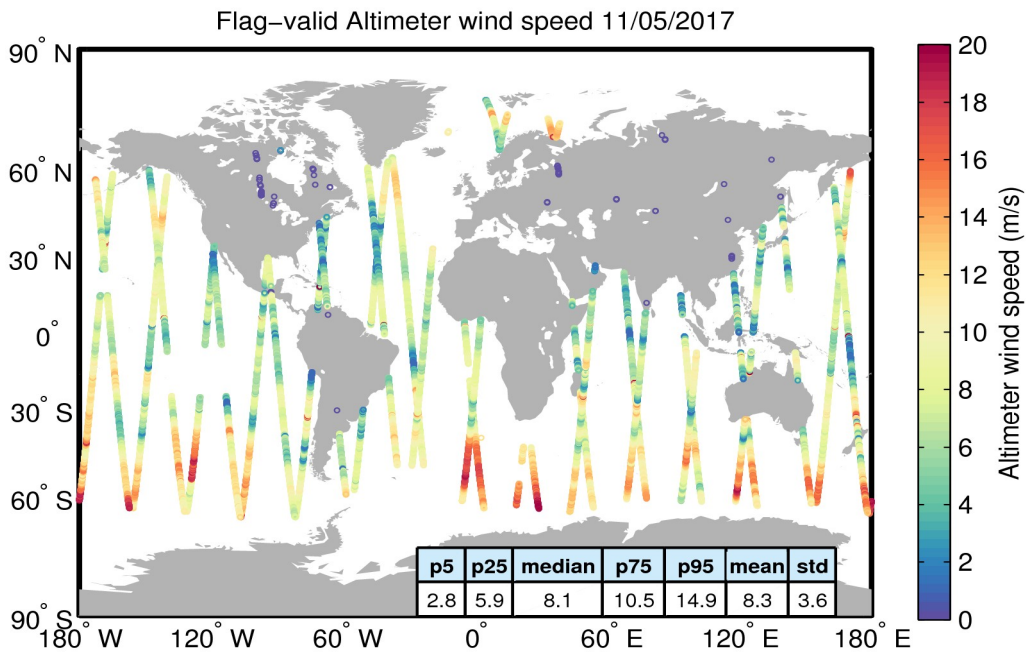 Flag−valid Altimeter wind speed 11/05/2017
90° N
60° N
30° N
0°
30° S
60° S
90° S
180° W
120° W
60° W
0°
60° E
120° E
180° E
p5 p25 median p75 p95 mean std
2.8 5.9 8.1 10.5 14.9 8.3 3.6
20
18
16
14
12
10
8
6
4
2
0
Altimeter wind speed (m/s)